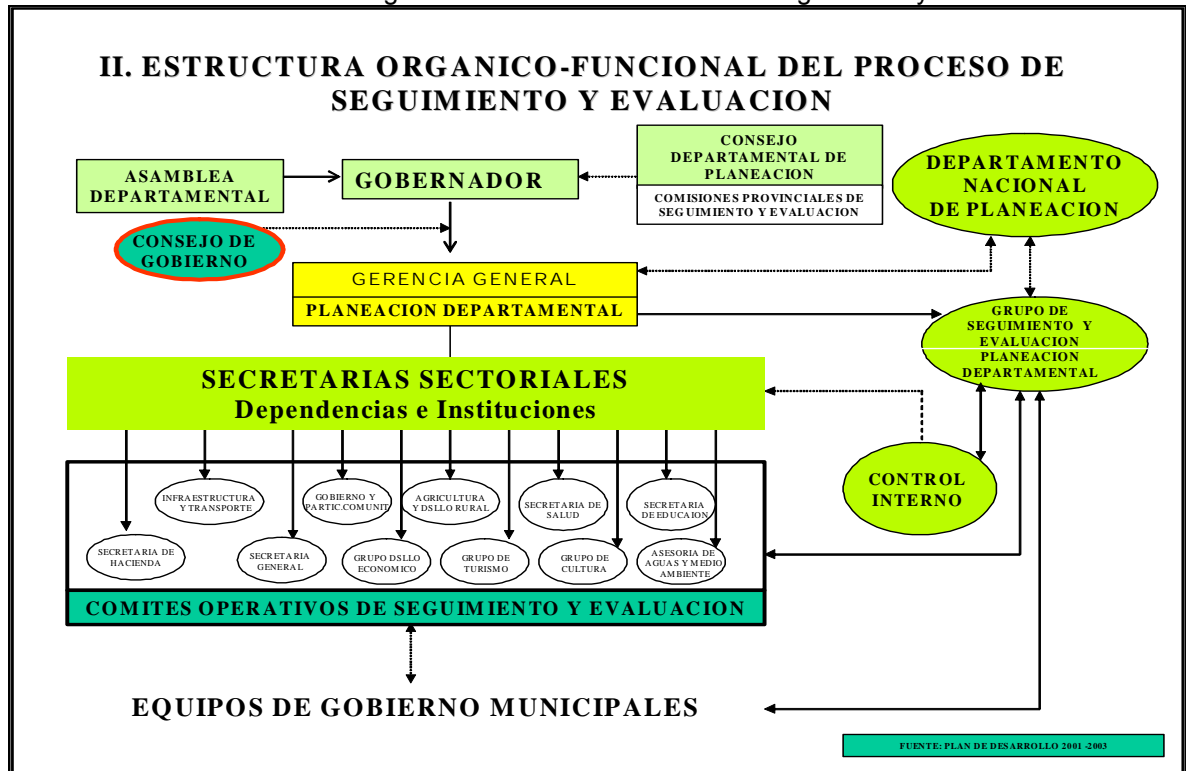 II. ESTRUCTURA ORGANICO-FUNCIONAL DEL PROCESO DE
SEGUIMIENTO Y EVALUACION
ASAMBLEA
DEPARTAMENTAL
GOBERNADOR
CONSEJO
DEPARTAMENTAL DE
PLANEACION
COMISIONES PROVINCIALES DE
SEGUIMIENTO Y EVALUACION
DEPARTAMENTO
NACIONAL
DE PLANEACION
CONSEJO DE
GOBIERNO
GERENCIA GENERAL
PLANEACION DEPARTAMENTAL
GRUPO DE
SEGUIMIENTO Y
EVALUACION
PLANEACION
DEPARTAMENTAL
SECRETARIAS SECTORIALES
Dependencias e Instituciones
CONTROL
INTERNO
INFRAESTRUCTURA
Y TRANSPORTE
GOBIERNO Y
PARTIC.COMUNIT
AGRICULTURA
Y DSLLO RURAL
SECRETARIA DE
SALUD
SECRETARIA
DE EDUCAION
SECRETARIA DE
HACIENDA
SECRETARIA
GENERAL
GRUPO DSLLO
ECONOMICO
GRUPO DE
TURISMO
GRUPO DE
CULTURA
ASESORIA DE
AGUAS Y MEDIO
AMBIENTE
COMITES OPERATIVOS DE SEGUIMIENTO Y EVALUACION
EQUIPOS DE GOBIERNO MUNICIPALES
FUENTE: PLAN DE DESARROLLO 2001 -2003